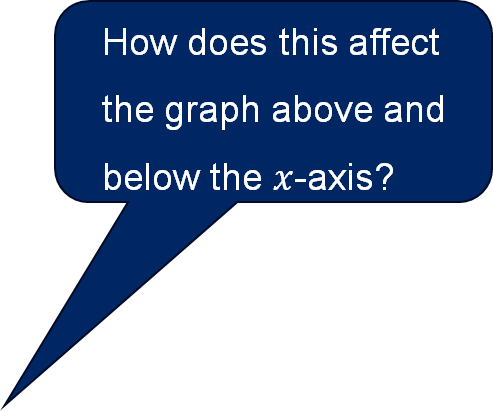 How does this affect
the graph above and
below the 𝑥-axis?